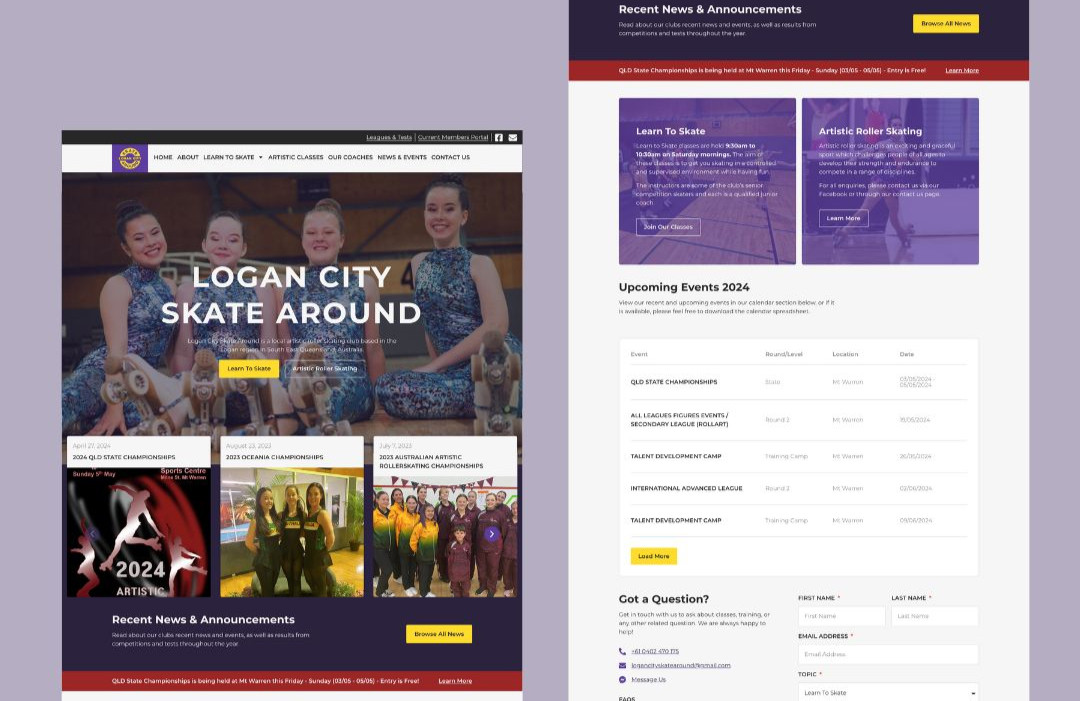 Leagues & Tests
Current Members Portal
LOGAN CITY
HOME
ABOUT
LEARN TO SKATE
ARTISTIC CLASSES
OUR COACHES
NEWS & EVENTS
CONTACT US
LOGAN CITY
SKATE AROUND
Logan City Skate Around is a local artistic roller skating club based in the
Logan region in South East Queensland, Australia.
Learn To Skate
Artistic Roller Skating
April 27, 2024
2024 QLD STATE CHAMPIONSHIPS
Sunday 5th May
Sports Centre
Mt Warren
2024
ARTISTIC
August 23, 2023
2023 OCEANIA CHAMPIONSHIPS
July 11, 2023
2023 AUSTRALIAN ARTISTIC
ROLLERSKATING CHAMPIONSHIPS
Recent News & Announcements
Read about our clubs recent news and events, as well as results from
competitions and tests throughout the year.
Browse All News
QLD State Championships is being held at Mt Warren this Friday - Sunday (03/05 - 05/05) - Entry is Free!
Learn More
Recent News & Announcements
Read about our clubs recent news and events, as well as results from
competitions and tests throughout the year.
Browse All News
QLD State Championships is being held at Mt Warren this Friday - Sunday (03/05 - 05/05) - Entry is Free!
Learn More
Learn To Skate
Learn to Skate classes are held 9:30am to
10:30am on Saturday mornings. The aim of
these classes is to get you skating in a controlled
and supervised environment while having fun.
The instructors are some of the club's senior
competition skaters and each is a qualified junior
coach.
Join Our Classes
Artistic Roller Skating
Artistic roller skating is an exciting and graceful
sport which challenges people of all ages to
develop their strength and endurance to
compete in a range of disciplines.
For all enquiries, please contact us via our
Facebook or through our contact us page.
Learn More
Upcoming Events 2024
View our recent and upcoming events in our calendar section below, or if it
is available, please feel free to download the calendar spreadsheet.
Event
Round/Level
Location
Date
QLD STATE CHAMPIONSHIPS
State
Mt Warren
03/05/2024 -
05/05/2024
ALL LEAGUES FIGURES EVENTS /
SECONDARY LEAGUE (ROLLART)
Round 2
Mt Warren
19/05/2024
TALENT DEVELOPMENT CAMP
Training Camp
Mt Warren
INTERNATIONAL ADVANCED LEAGUE
Round 2
Mt Warren
02/06/2024
TALENT DEVELOPMENT CAMP
Training Camp
Mt Warren
09/06/2024
Load More
Got a Question?
Get in touch with us to ask about classes, training, or
any other related question. We are always happy to
help!
+61 0402 470 175
logancityskatearound@gmail.com
Message Us
FAQS
FIRST NAME *
First Name
LAST NAME *
Last Name
EMAIL ADDRESS *
Email Address
TOPIC *
Learn To Skate